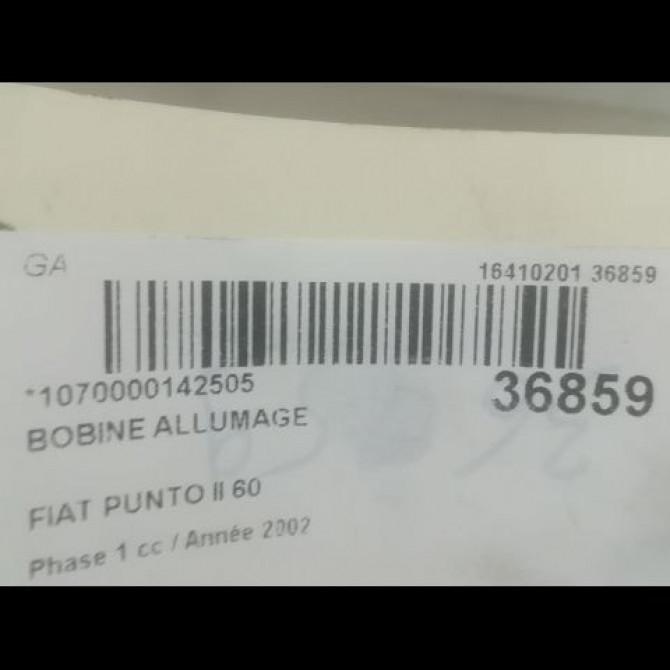 GA
16410201 36859
*1070000142505
36859
BOBINE ALLUMAGE
FIAT PUNTO II 60
Phase 1 cc / Année 2002